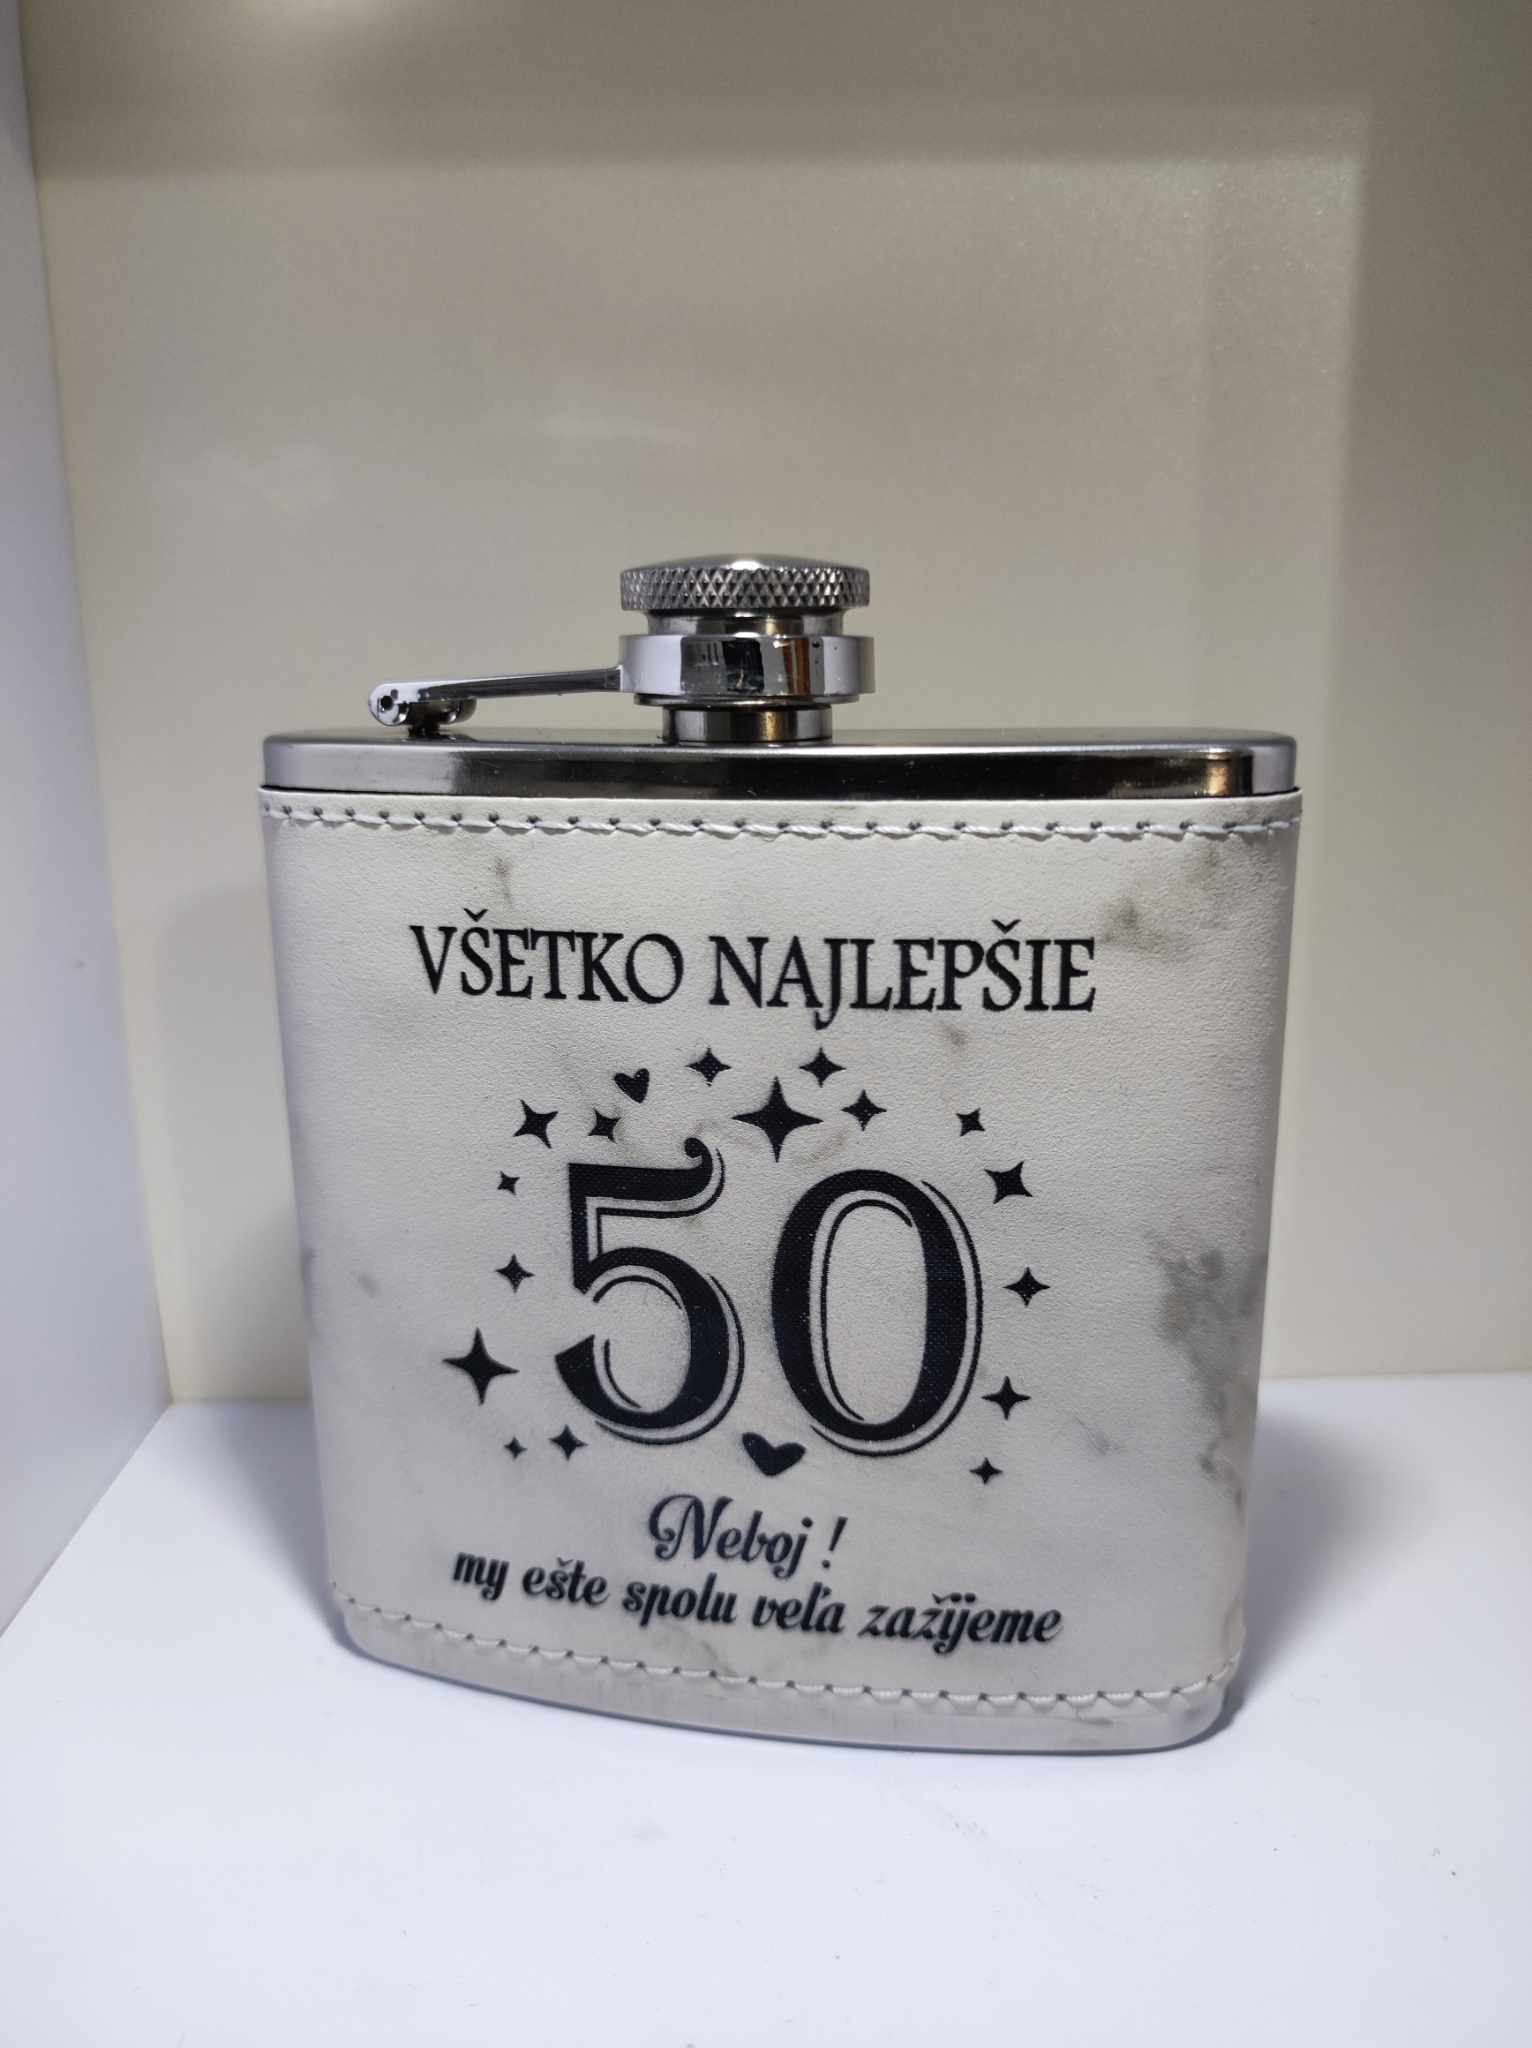 VŠETKO NAJLEPŠIE
50
Neboj !
my ešte spolu veľa zažijeme